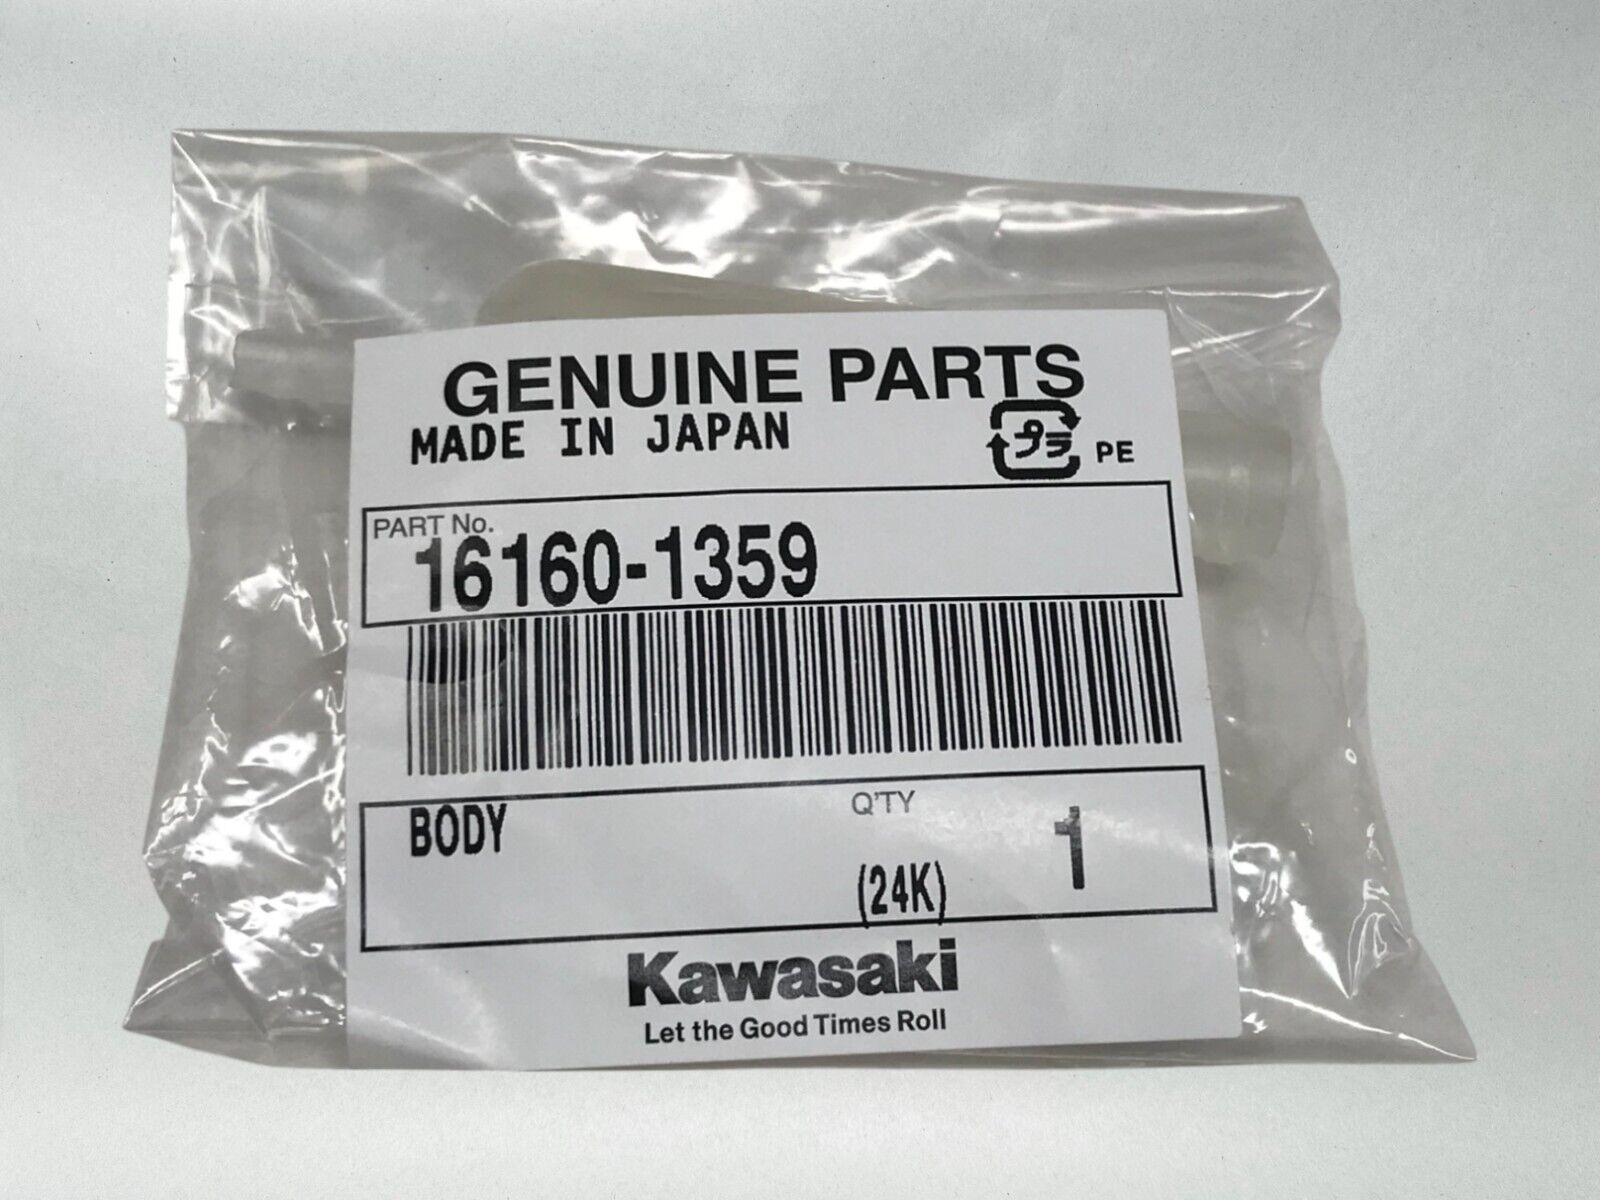 GENUINE PARTS
MADE IN JAPAN
プラ PE
PART No.
16160-1359
BODY
Q'TY
1
(24K)
Kawasaki
Let the Good Times Roll